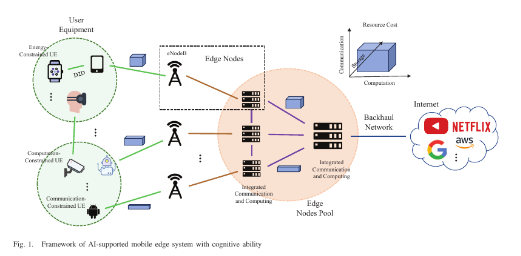 User
Equipment
Energy-
Constrained UE
D2D
eNodeB
Edge Nodes
Resource Cost
Communication
Storage
Computation
Computation-
Constrained UE
Communication-
Constrained UE
Integrated
Communication
and Computing
Integrated
Communication
and Computing
Edge
Nodes Pool
Backhaul
Network
Internet
NETFLIX
aws
Fig. 1. Framework of AI-supported mobile edge system with cognitive ability